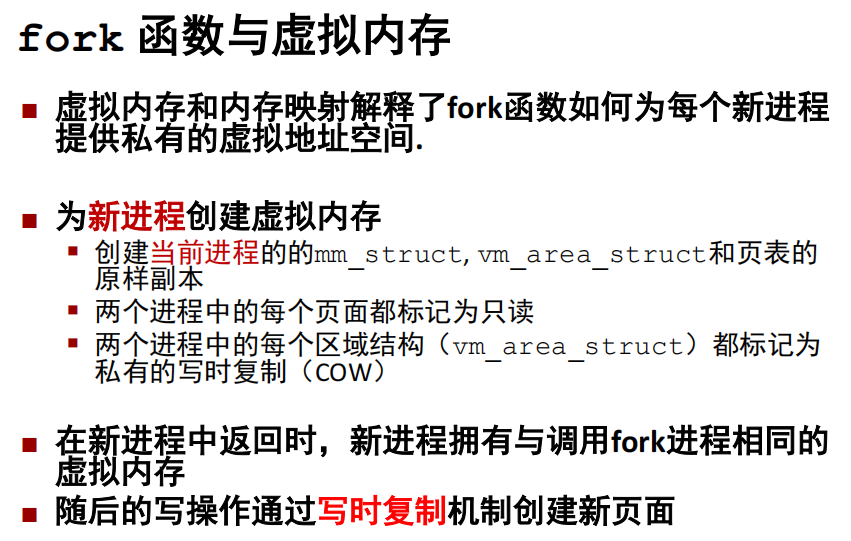 fork 函数与虚拟内存
■ 虚拟内存和内存映射解释了fork函数如何为每个新进程
提供私有的虚拟地址空间.
■ 为新进程创建虚拟内存
▪ 创建当前进程的的mm_struct, vm_area_struct和页表的
原样副本
▪ 两个进程中的每个页面都标记为只读
▪ 两个进程中的每个区域结构（vm_area_struct）都标记为
私有的写时复制（COW）
■ 在新进程中返回时，新进程拥有与调用fork进程相同的
虚拟内存
■ 随后的写操作通过写时复制机制创建新页面